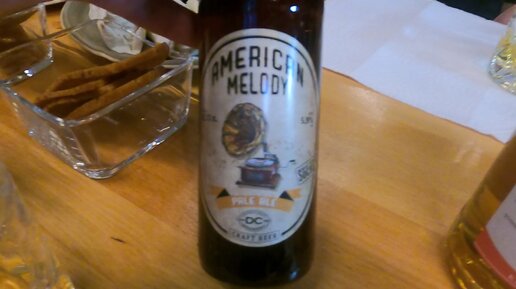 AMERICAN
MELODY
PALE ALE
DC
CRAFT BEER